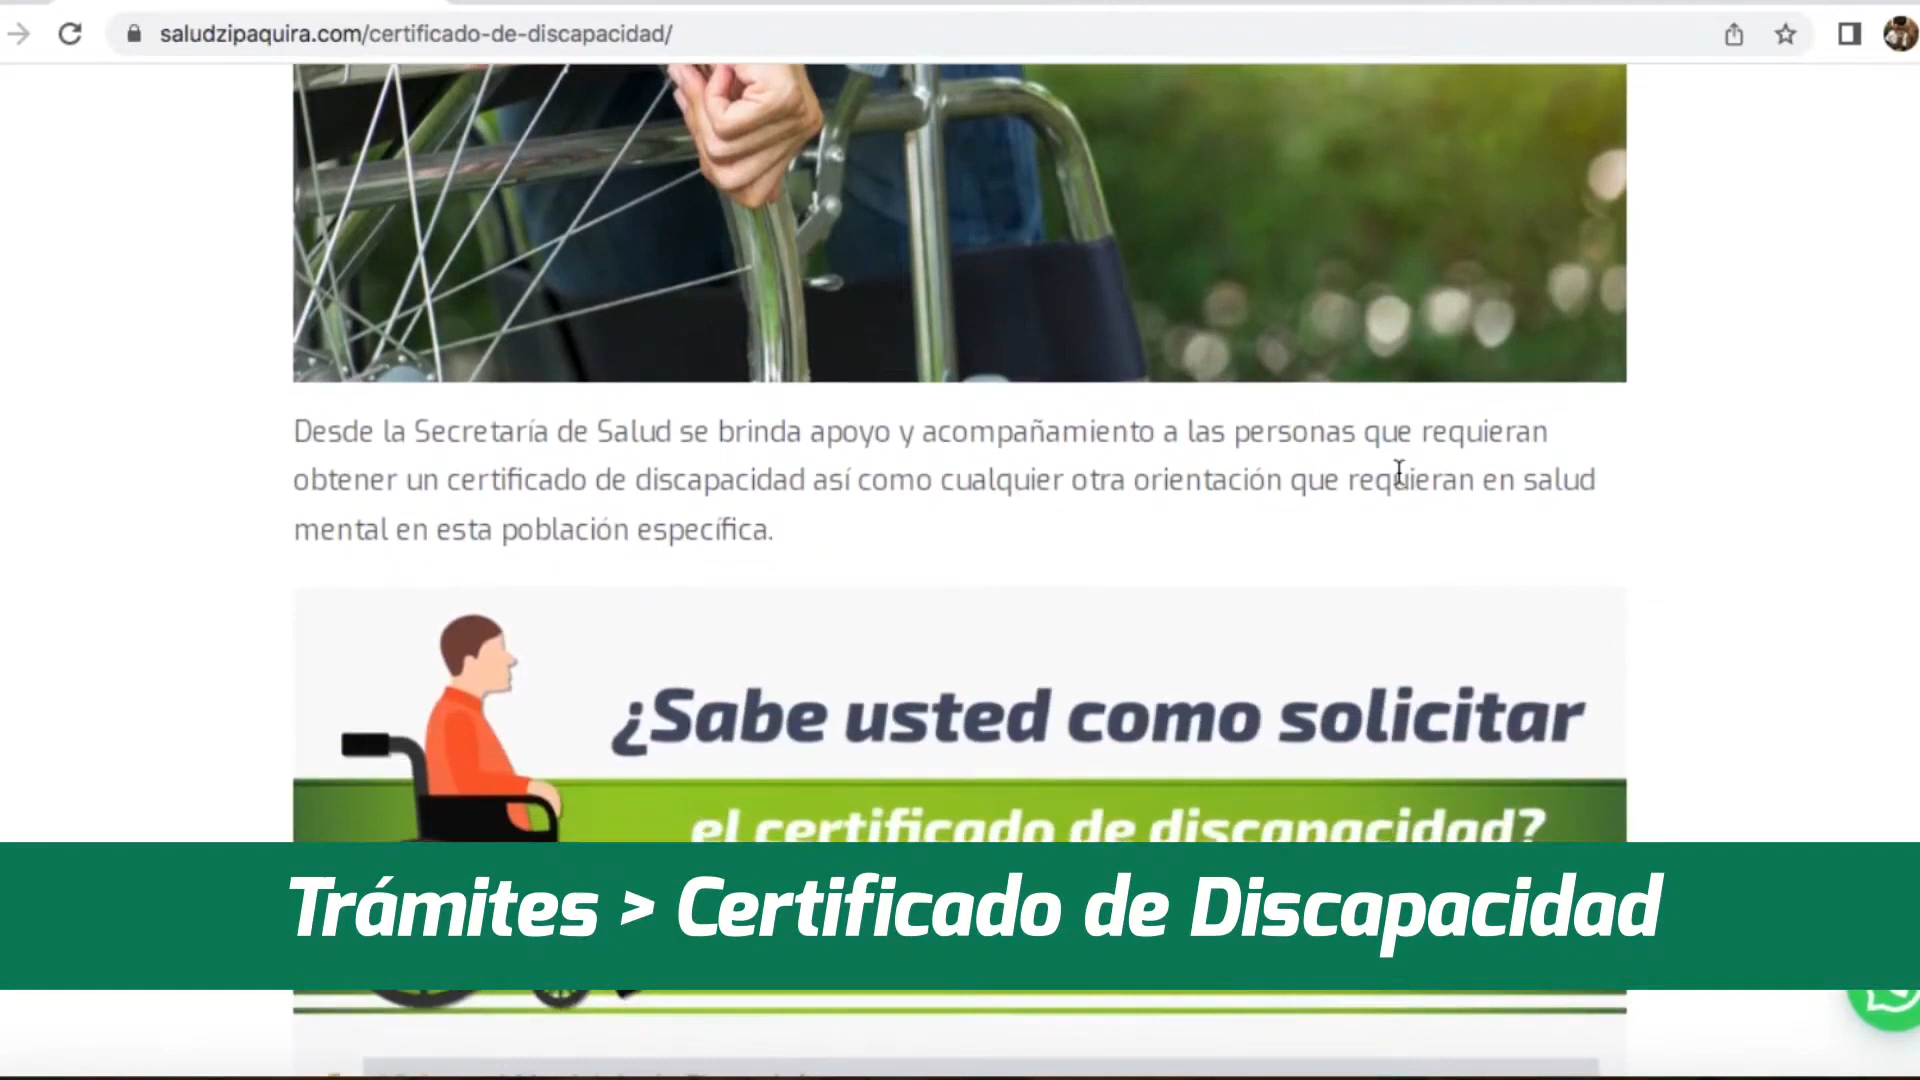 saludzipaquira.com/certificado-de-discapacidad/
Desde la Secretaría de Salud se brinda apoyo y acompañamiento a las personas que requieran
obtener un certificado de discapacidad así como cualquier otra orientación que requieran en salud
mental en esta población específica.
¿Sabe usted como solicitar
el certificado de discapacidad?
Trámites > Certificado de Discapacidad